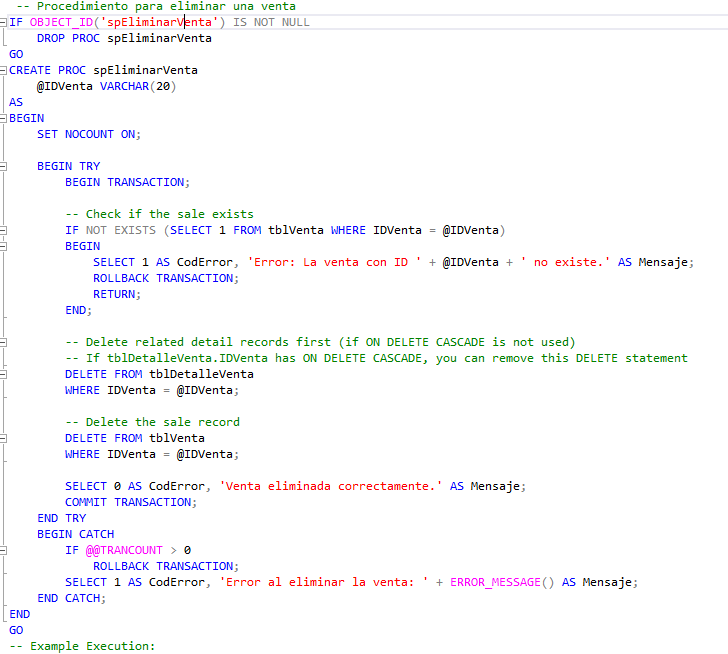 -- Procedimiento para eliminar una venta
IF OBJECT_ID('spEliminarVenta') IS NOT NULL
    DROP PROC spEliminarVenta
GO
CREATE PROC spEliminarVenta
    @IDVenta VARCHAR(20)
AS
BEGIN
    SET NOCOUNT ON;

    BEGIN TRY
        BEGIN TRANSACTION;

        -- Check if the sale exists
        IF NOT EXISTS (SELECT 1 FROM tblVenta WHERE IDVenta = @IDVenta)
        BEGIN
            SELECT 1 AS CodError, 'Error: La venta con ID ' + @IDVenta + ' no existe.' AS Mensaje;
            ROLLBACK TRANSACTION;
            RETURN;
        END;

        -- Delete related detail records first (if ON DELETE CASCADE is not used)
        -- If tblDetalleVenta.IDVenta has ON DELETE CASCADE, you can remove this DELETE statement
        DELETE FROM tblDetalleVenta
        WHERE IDVenta = @IDVenta;

        -- Delete the sale record
        DELETE FROM tblVenta
        WHERE IDVenta = @IDVenta;

        SELECT 0 AS CodError, 'Venta eliminada correctamente.' AS Mensaje;
        COMMIT TRANSACTION;
    END TRY
    BEGIN CATCH
        IF @@TRANCOUNT > 0
            ROLLBACK TRANSACTION;
        SELECT 1 AS CodError, 'Error al eliminar la venta: ' + ERROR_MESSAGE() AS Mensaje;
    END CATCH;
END
GO
-- Example Execution: